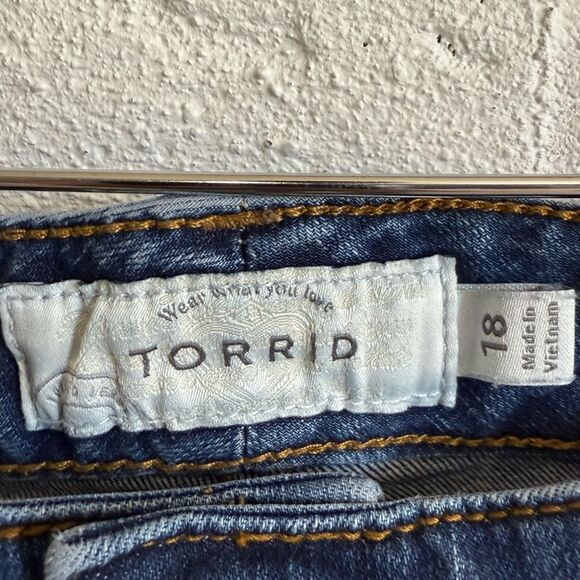 Wear what you love
TORRID
18
Made In
Vietnam